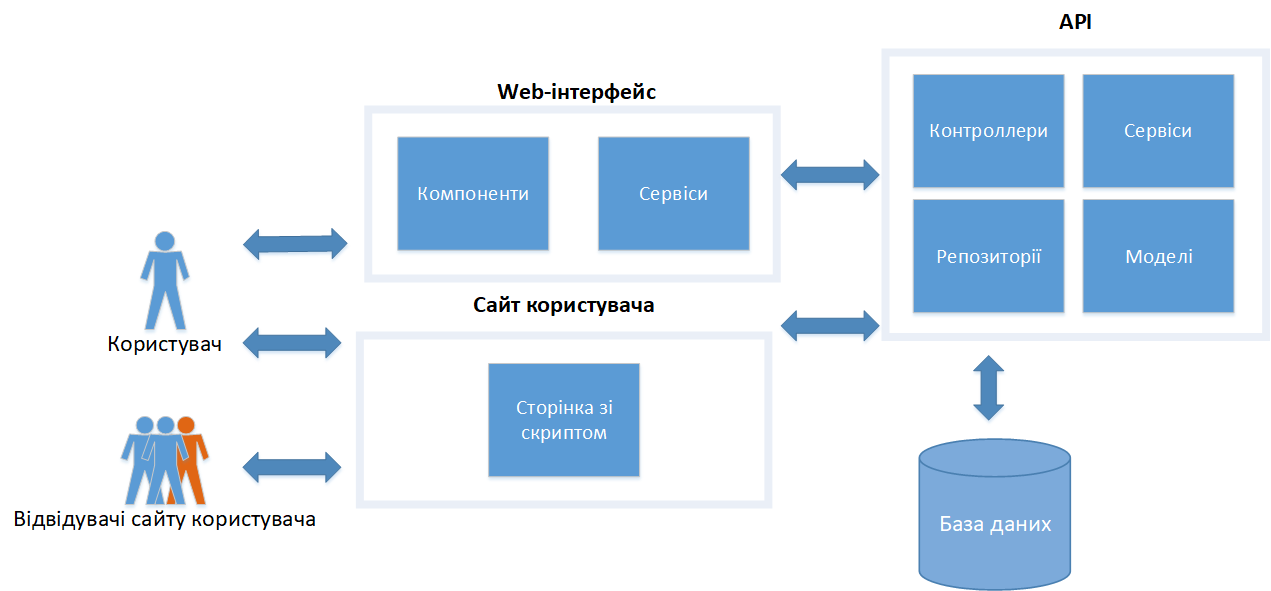 API
Web-інтерфейс
Контроллери
Сервіси
Компоненти
Сервіси
Репозиторії
Моделі
Сайт користувача
Користувач
Сторінка зі
скриптом
Відвідувачі сайту користувача
База даних